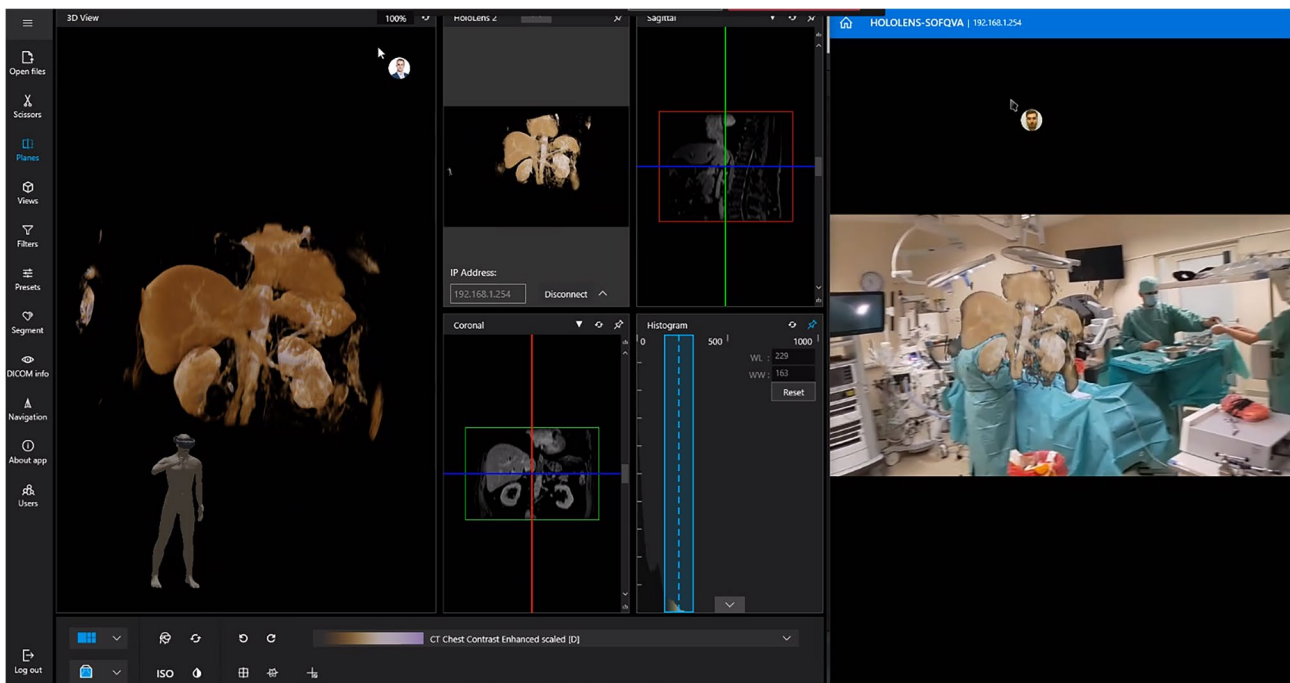 3D View
100%
HoloLens 2
Sagittal
HOLOLENS-SOFQVA | 192.168.1.254
Open files
Scissors
Planes
Views
Filters
Presets
Segment
DICOM info
Navigation
About app
Users
Log out
IP Address:
192.168.1.254
Disconnect
Coronal
Histogram
0
500
1000
WL :
229
WW :
163
Reset
CT Chest Contrast Enhanced scaled [D]
ISO